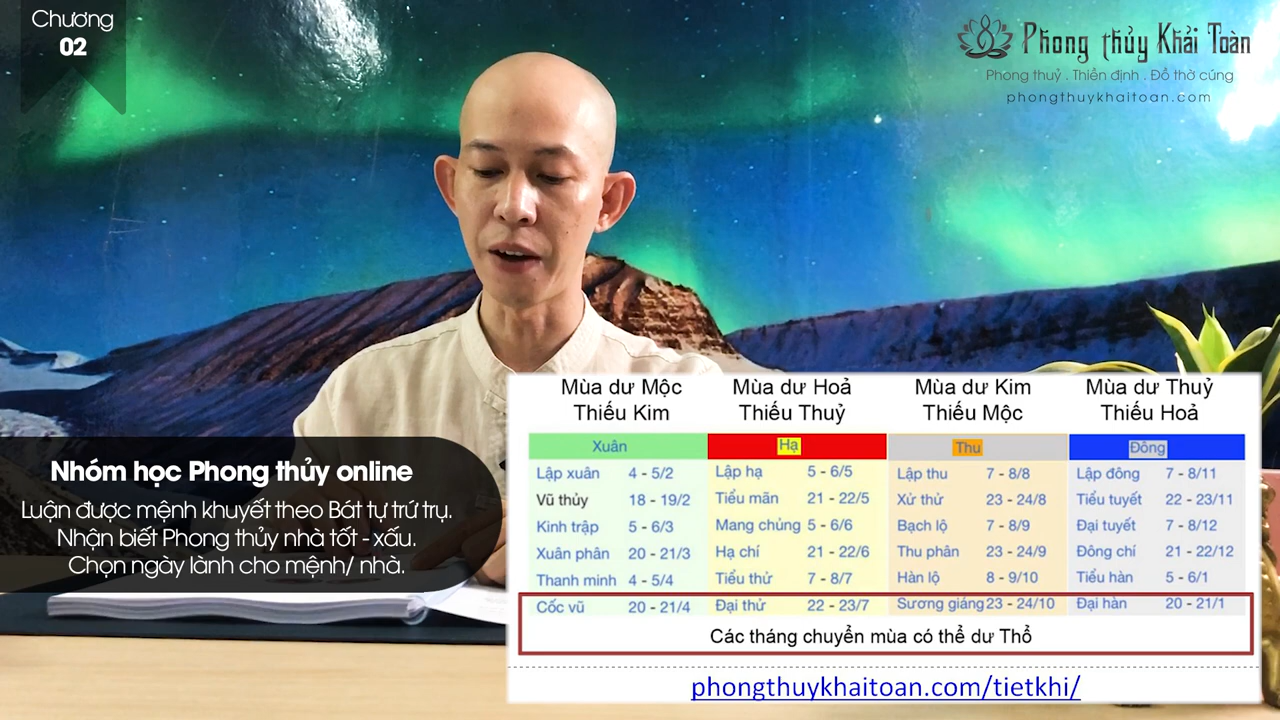 Chương
02
Phong thủy Khải Toàn
Phong thuỷ . Thiền định . Đồ thờ cúng
phongthuykhaitoan.com
Nhóm học Phong thủy online
Luận được mệnh khuyết theo Bát tự trứ trụ.
Nhận biết Phong thủy nhà tốt - xấu.
Chọn ngày lành cho mệnh/ nhà.
Mùa dư Mộc Mùa dư Hoả Mùa dư Kim Mùa dư Thuỷ
Thiếu Kim Thiếu Thuỷ Thiếu Mộc Thiếu Hoả
Xuân Hạ Thu Đông
Lập xuân 4 - 5/2 Lập hạ 5 - 6/5 Lập thu 7 - 8/8 Lập đông 7 - 8/11
Vũ thủy 18 - 19/2 Tiểu mãn 21 - 22/5 Xử thử 23 - 24/8 Tiểu tuyết 22 - 23/11
Kinh trập 5 - 6/3 Mang chủng 5 - 6/6 Bạch lộ 7 - 8/9 Đại tuyết 7 - 8/12
Xuân phân 20 - 21/3 Hạ chí 21 - 22/6 Thu phân 23 - 24/9 Đông chí 21 - 22/12
Thanh minh 4 - 5/4 Tiểu thử 7 - 8/7 Hàn lộ 8 - 9/10 Tiểu hàn 5 - 6/1
Cốc vũ 20 - 21/4 Đại thử 22 - 23/7 Sương giáng 23 - 24/10 Đại hàn 20 - 21/1
Các tháng chuyển mùa có thể dư Thổ
phongthuykhaitoan.com/tietkhi/